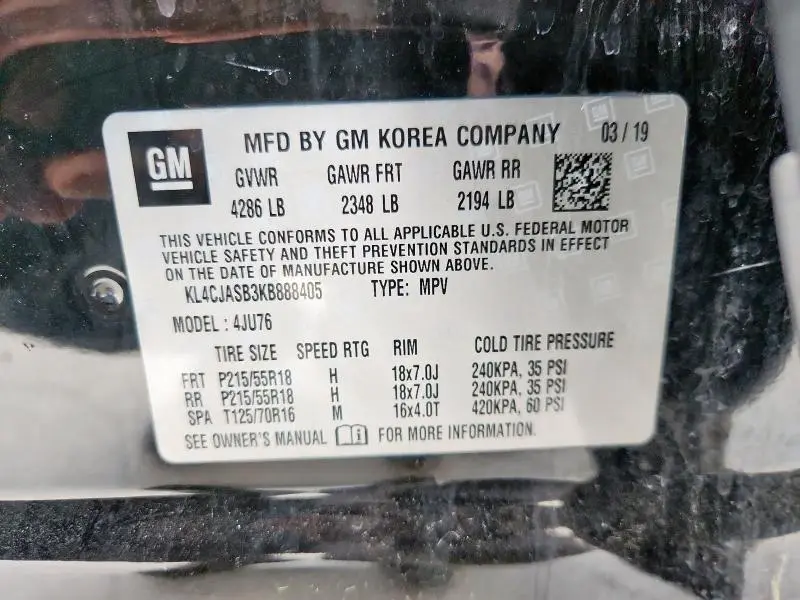 GM MFD BY GM KOREA COMPANY 03 / 19
GVWR GAWR FRT GAWR RR
4286 LB 2348 LB 2194 LB
THIS VEHICLE CONFORMS TO ALL APPLICABLE U.S. FEDERAL MOTOR
VEHICLE SAFETY AND THEFT PREVENTION STANDARDS IN EFFECT
ON THE DATE OF MANUFACTURE SHOWN ABOVE.
KL4CJASB3KB888405 TYPE: MPV
MODEL : 4JU76
TIRE SIZE SPEED RTG RIM COLD TIRE PRESSURE
FRT P215/55R18 H 18x7.0J 240KPA, 35 PSI
RR P215/55R18 H 18x7.0J 240KPA, 35 PSI
SPA T125/70R16 M 16x4.0T 420KPA, 60 PSI
SEE OWNER'S MANUAL FOR MORE INFORMATION.